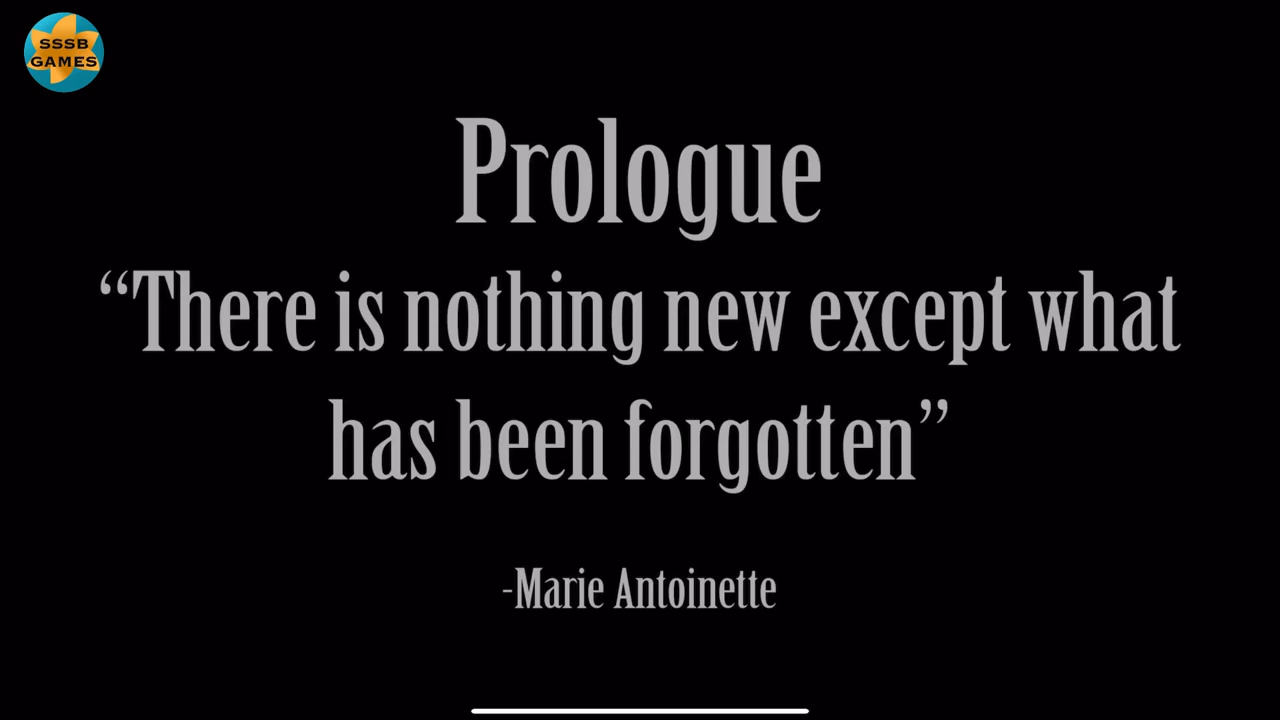 SSSB
GAMES
Prologue
“There is nothing new except what
has been forgotten”
-Marie Antoinette